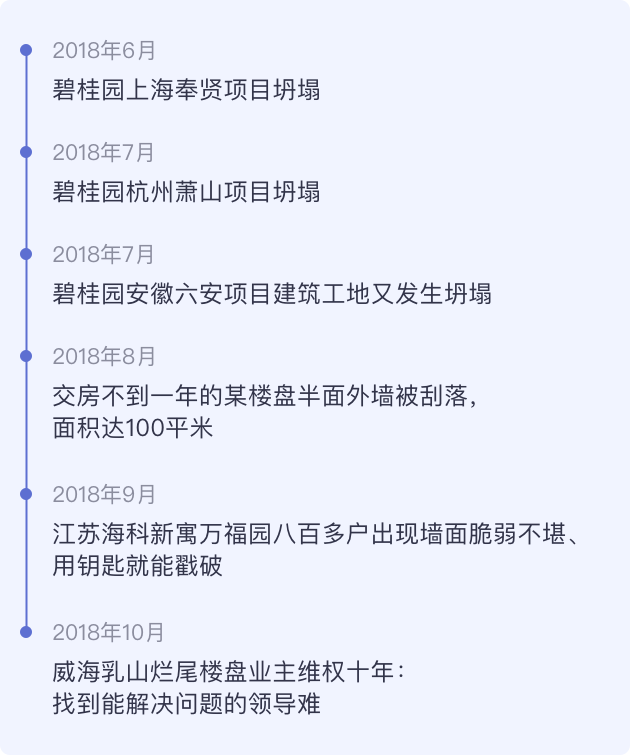 2018年6月
碧桂园上海奉贤项目坍塌
2018年7月
碧桂园杭州萧山项目坍塌
2018年7月
碧桂园安徽六安项目建筑工地又发生坍塌
2018年8月
交房不到一年的某楼盘半面外墙被刮落，
面积达100平米
2018年9月
江苏海科新寓万福园八百多户出现墙面脆弱不堪、
用钥匙就能戳破
2018年10月
威海乳山烂尾楼盘业主维权十年：
找到能解决问题的领导难